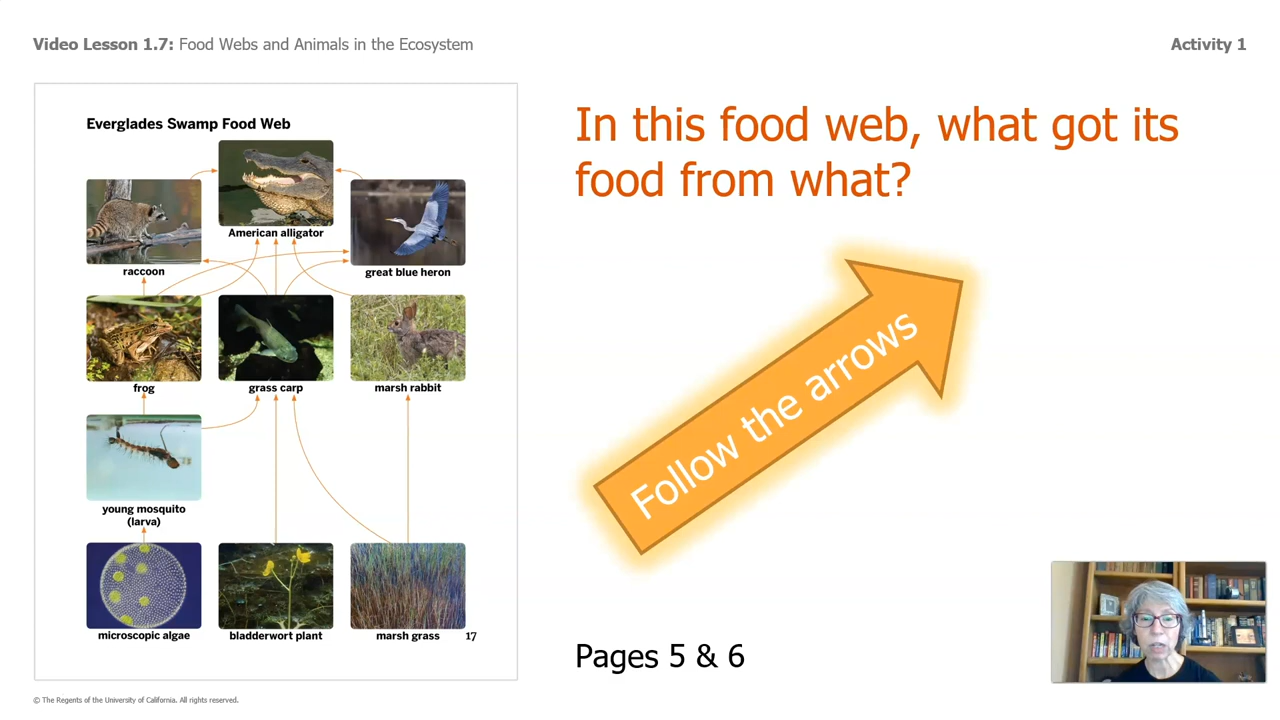 Video Lesson 1.7: Food Webs and Animals in the Ecosystem
Activity 1
Everglades Swamp Food Web
American alligator
raccoon
great blue heron
frog
grass carp
marsh rabbit
young mosquito
(larva)
microscopic algae
bladderwort plant
marsh grass
17
In this food web, what got its
food from what?
Follow the arrows
Pages 5 & 6
© The Regents of the University of California. All rights reserved.